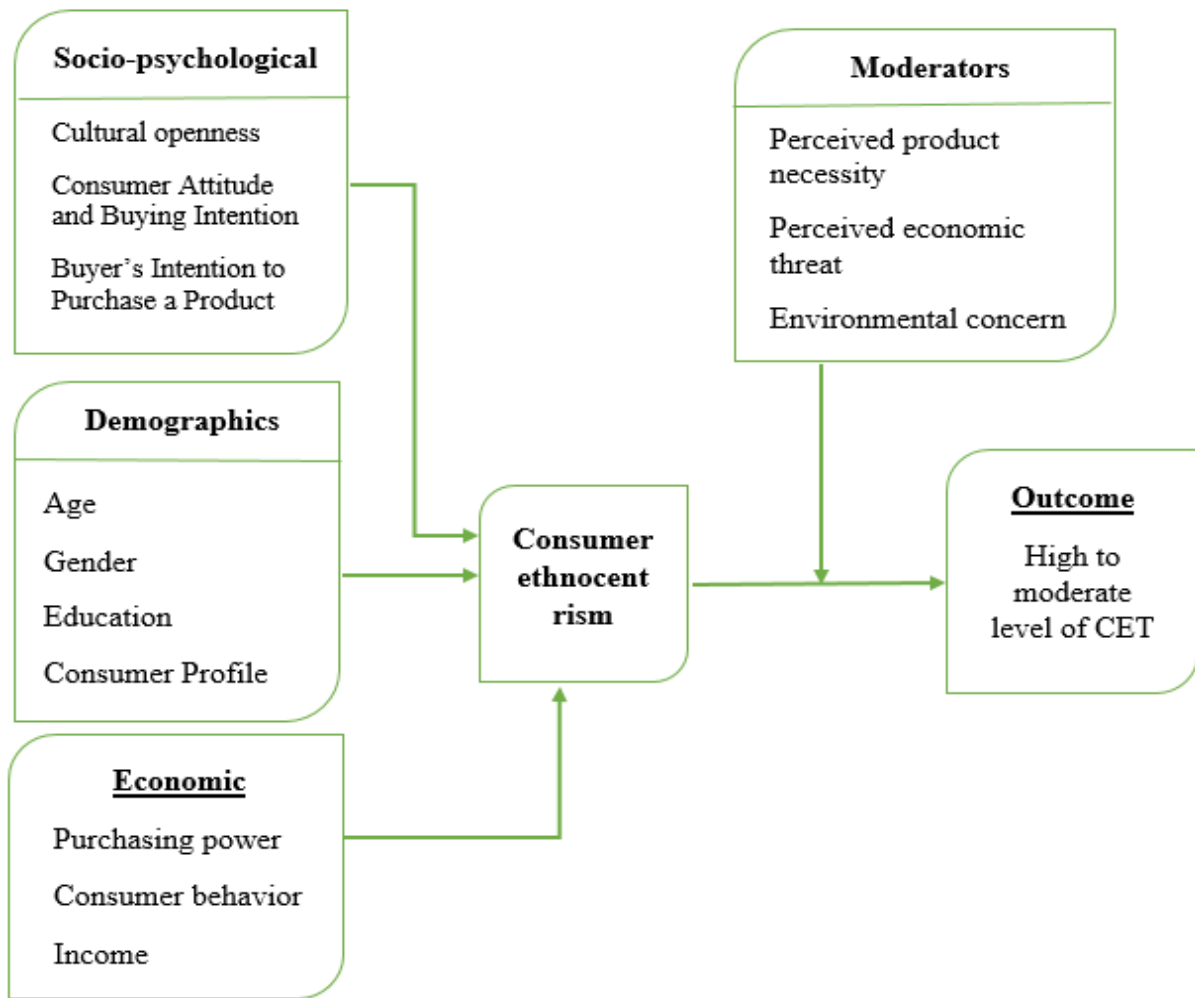 Socio-psychological
Cultural openness
Consumer Attitude
and Buying Intention
Buyer’s Intention to
Purchase a Product
Demographics
Age
Gender
Education
Consumer Profile
Economic
Purchasing power
Consumer behavior
Income
Consumer
ethnocent
rism
Moderators
Perceived product
necessity
Perceived economic
threat
Environmental concern
Outcome
High to
moderate
level of CET